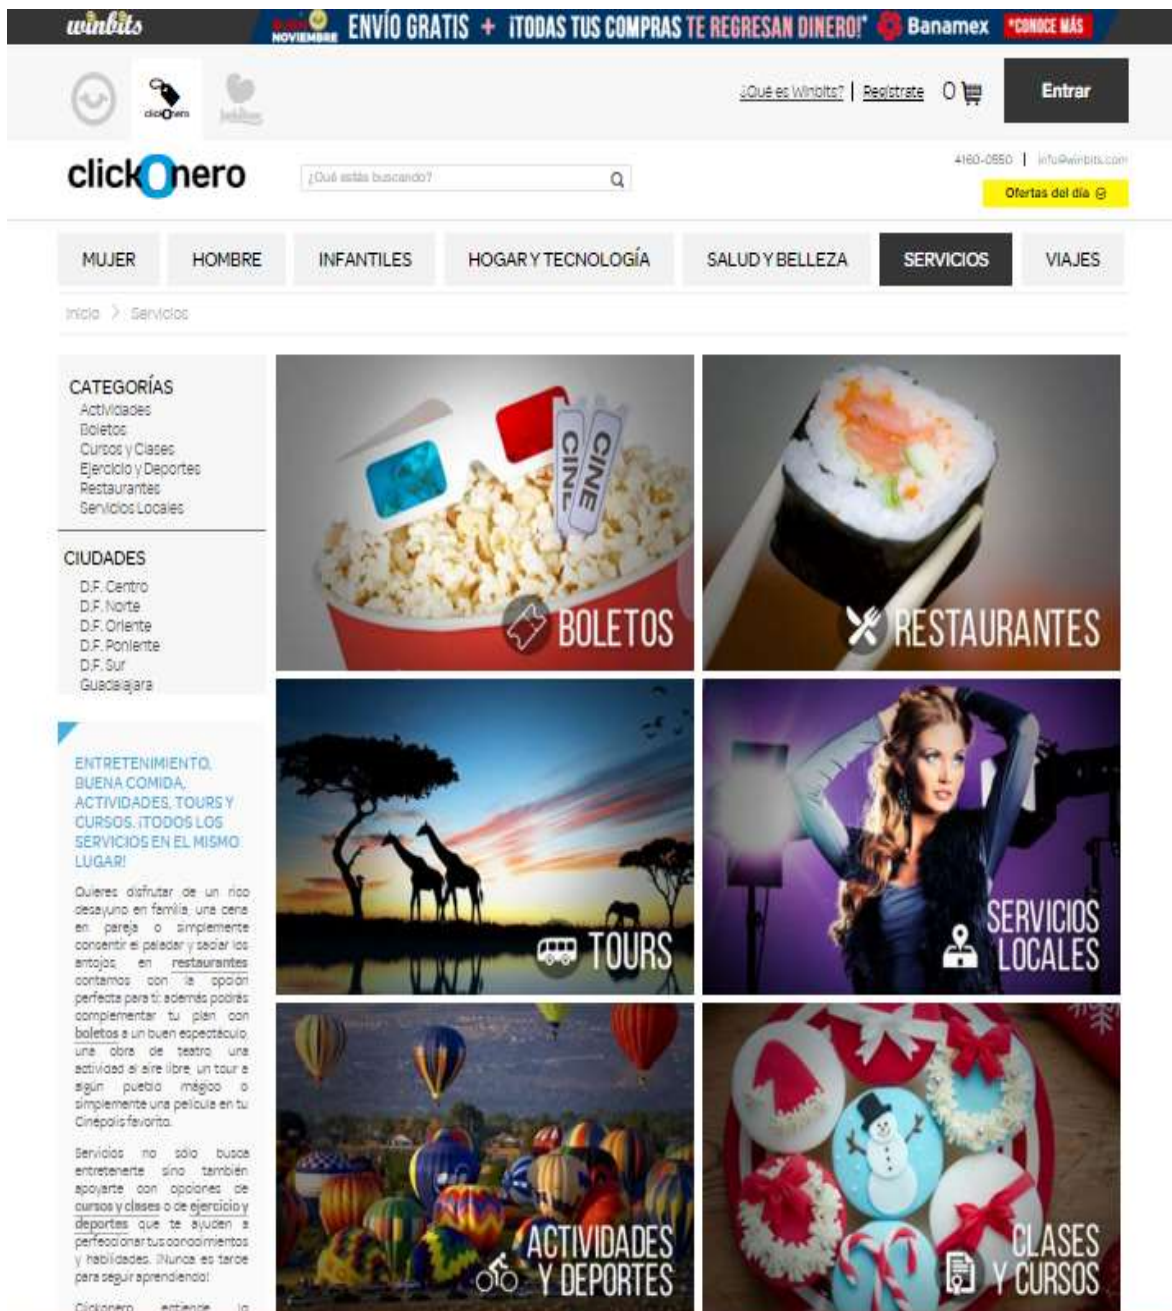 winbits
BUEN NOVIEMBRE ENVÍO GRATIS + ¡TODAS TUS COMPRAS TE REGRESAN DINERO!* Banamex *CONOCE MÁS
clickOnero
¿Qué es Winbits? | Regístrate 0 Entrar
clickOnero
¿Qué estás buscando?
4160-0550 | info@winbits.com
Ofertas del día
MUJER HOMBRE INFANTILES HOGAR Y TECNOLOGÍA SALUD Y BELLEZA SERVICIOS VIAJES
Inicio > Servicios
CATEGORÍAS
Actividades
Boletos
Cursos y Clases
Ejercicio y Deportes
Restaurantes
Servicios Locales
CIUDADES
D.F. Centro
D.F. Norte
D.F. Oriente
D.F. Poniente
D.F. Sur
Guadalajara
ENTRETENIMIENTO,
BUENA COMIDA,
ACTIVIDADES, TOURS Y
CURSOS. ¡TODOS LOS
SERVICIOS EN EL MISMO
LUGAR!
Quieres disfrutar de un rico
desayuno en familia, una cena
en pareja o simplemente
consentir el paladar y saciar los
antojos, en restaurantes
contamos con la opción
perfecta para ti; además podrás
complementar tu plan con
boletos a un buen espectáculo,
una obra de teatro, una
actividad al aire libre, un tour a
algún pueblo mágico o
simplemente una película en tu
Cinépolis favorito.
Servicios no sólo busca
entretenerte sino también
apoyarte con opciones de
cursos y clases o de ejercicio y
deportes que te ayuden a
perfeccionar tus conocimientos
y habilidades. ¡Nunca es tarde
para seguir aprendiendo!
Clickonero entiende lo
CINE
CINE
BOLETOS
RESTAURANTES
TOURS
SERVICIOS
LOCALES
ACTIVIDADES
Y DEPORTES
CLASES
Y CURSOS